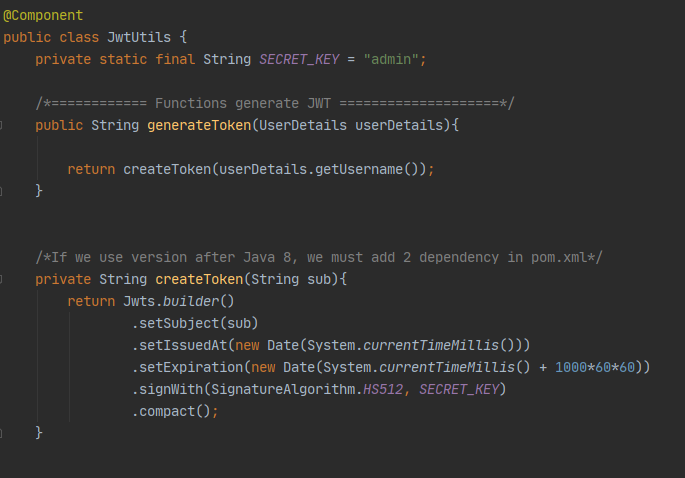 @Component
public class JwtUtils {
    private static final String SECRET_KEY = "admin";
    /*============ Functions generate JWT ====================*/
    public String generateToken(UserDetails userDetails){
        return createToken(userDetails.getUsername());
    }
    /*If we use version after Java 8, we must add 2 dependency in pom.xml*/
    private String createToken(String sub){
        return Jwts.builder()
                .setSubject(sub)
                .setIssuedAt(new Date(System.currentTimeMillis()))
                .setExpiration(new Date(System.currentTimeMillis() + 1000*60*60))
                .signWith(SignatureAlgorithm.HS512, SECRET_KEY)
                .compact();
    }